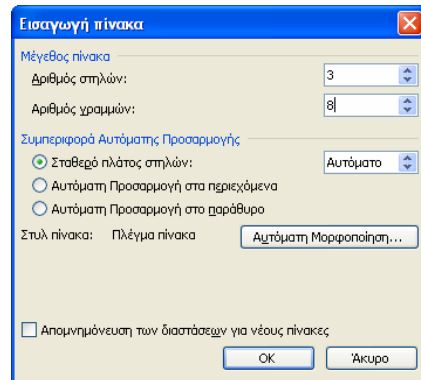 Εισαγωγή πίνακα
Μέγεθος πίνακα
Αριθμός στηλών: 3
Αριθμός γραμμών: 8
Συμπεριφορά Αυτόματης Προσαρμογής
Σταθερό πλάτος στηλών: Αυτόματο
Αυτόματη Προσαρμογή στα περιεχόμενα
Αυτόματη Προσαρμογή στο παράθυρο
Στυλ πίνακα: Πλέγμα πίνακα Αυτόματη Μορφοποίηση...
Απομνημόνευση των διαστάσεων για νέους πίνακες
OK Άκυρο